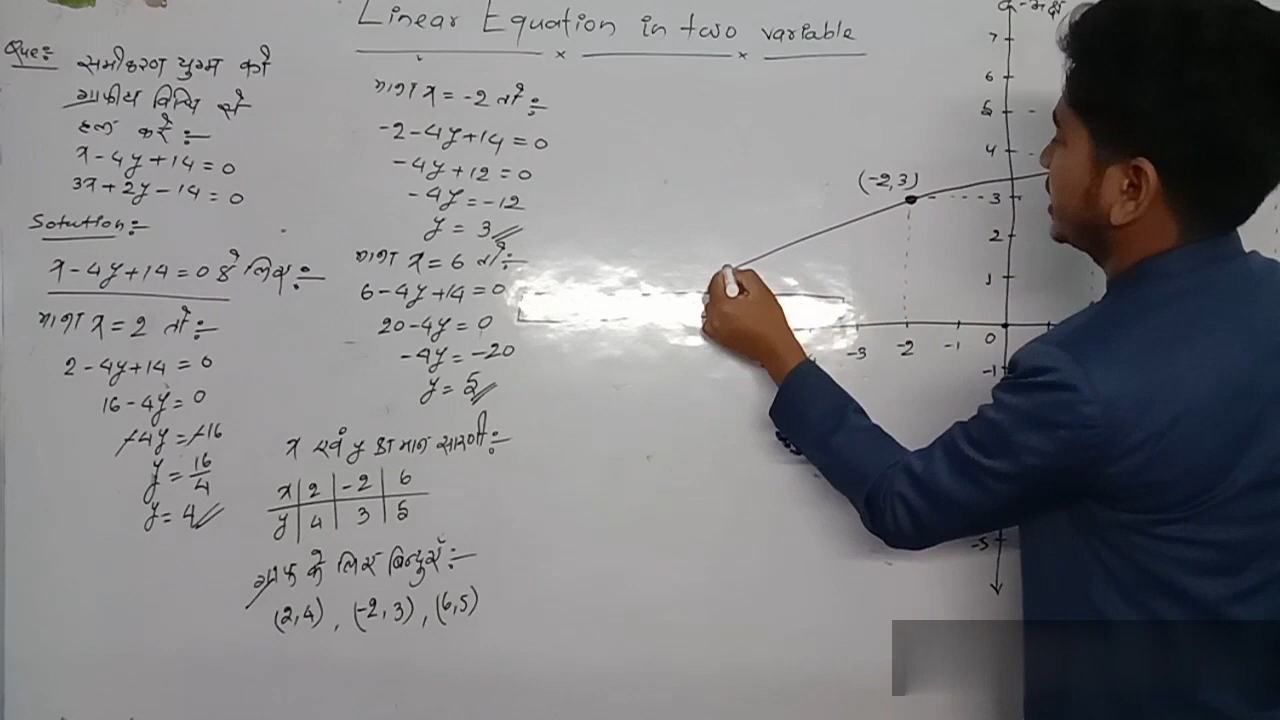 Linear Equation in two variable
Que:- समीकरण युग्म को
ग्राफीय विधि से
हल करें :-
x - 4y + 14 = 0
3x + 2y - 14 = 0
Solution :-
x - 4y + 14 = 0 के लिए :-
माना x = 2 तो :-
2 - 4y + 14 = 0
16 - 4y = 0
-4y = -16
y = 16/4
y = 4
माना x = -2 तो :-
-2 - 4y + 14 = 0
-4y + 12 = 0
-4y = -12
y = 3
माना x = 6 तो :-
6 - 4y + 14 = 0
20 - 4y = 0
-4y = -20
y = 5
x एवं y का मान सारणी :-
x | 2 | -2 | 6
y | 4 | 3 | 5
ग्राफ के लिए बिन्दुएँ :-
(2,4) , (-2,3) , (6,5)
7
6
5
4
(-2,3)
3
2
1
-3 -2 -1 0
-1
-5